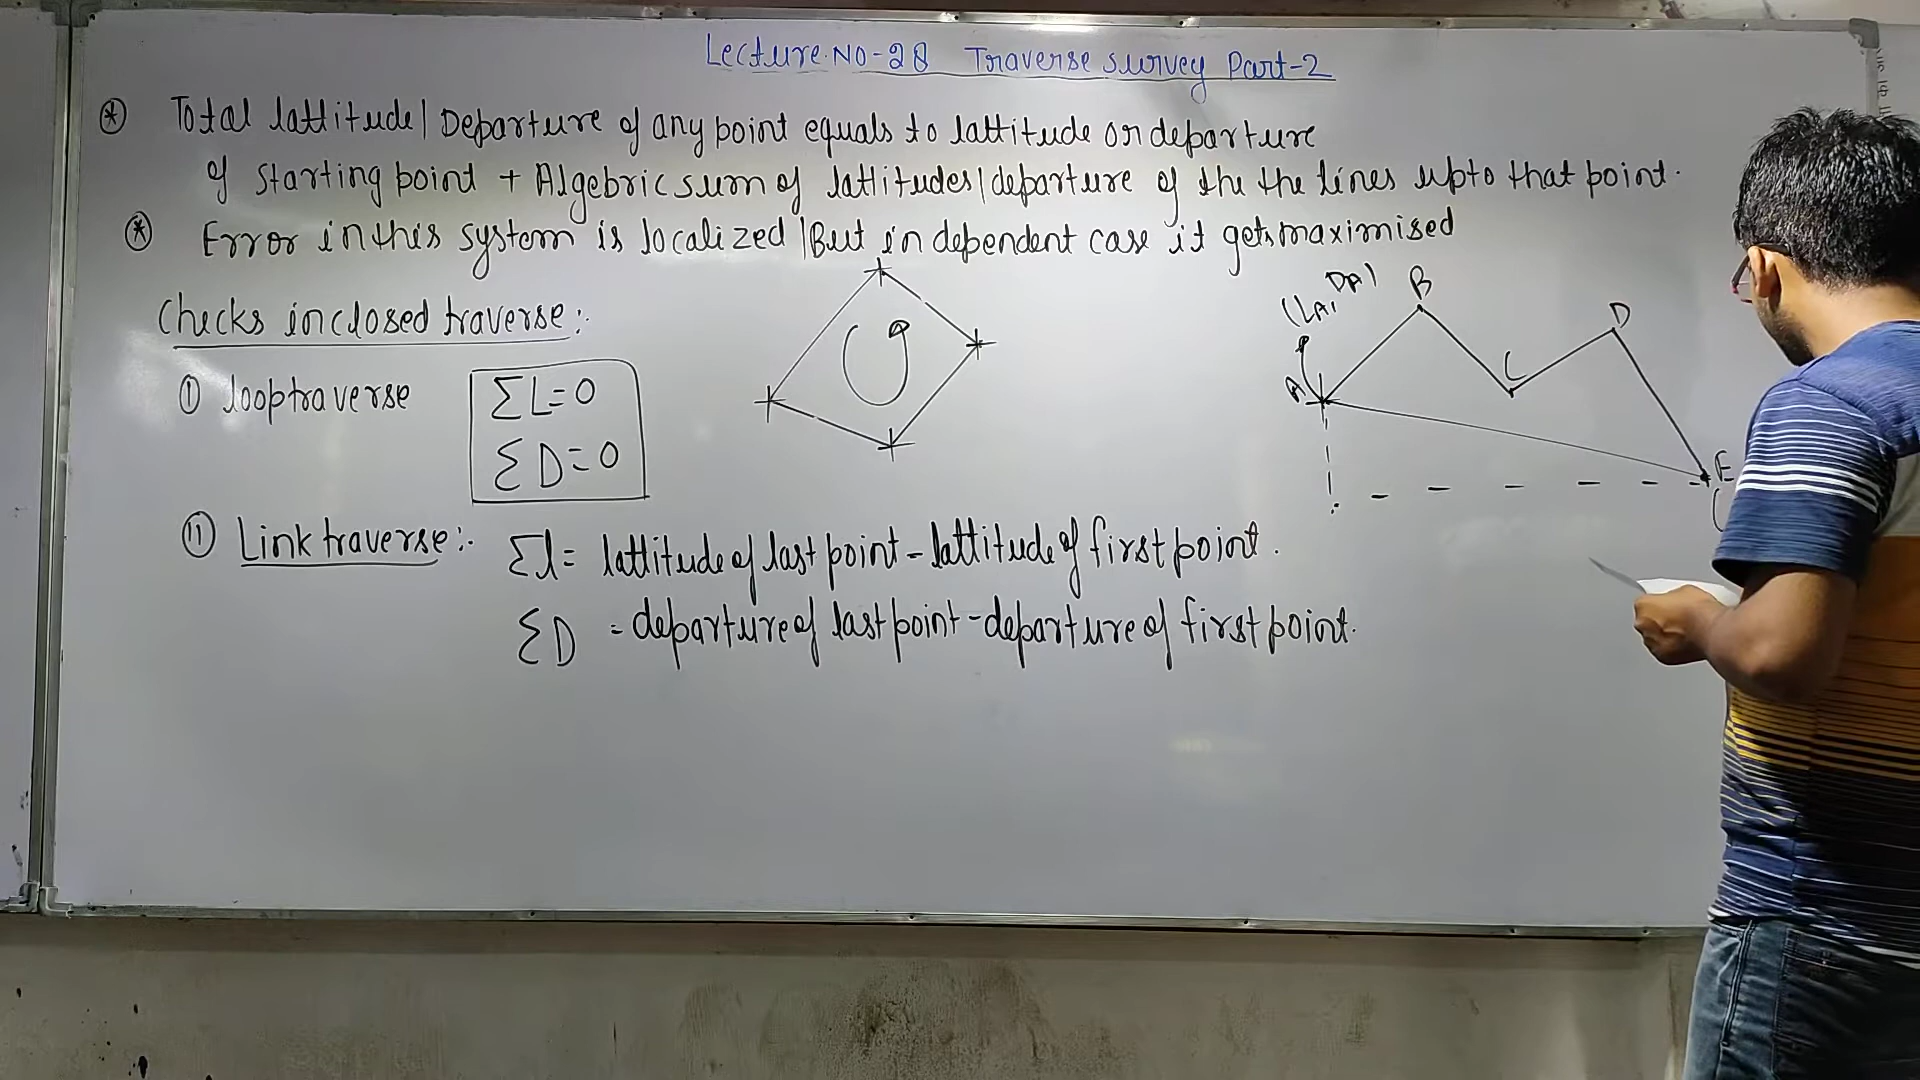 Lecture.No-28 Traverse survey Part-2
* Total lattitude/Departure of any point equals to lattitude or departure
of starting point + Algebric sum of lattitudes/departure of the the lines upto that point.
* Error in this system is localized/But in dependent case it gets maximised
Checks in closed traverse:-
(LA, DA)
B
D
C
A
E
(
① looptraverse
ΣL=0
ΣD=0
⑪ Link traverse:-
Σl= lattitude of last point-lattitude of first point.
ΣD =departure of last point-departure of first point.